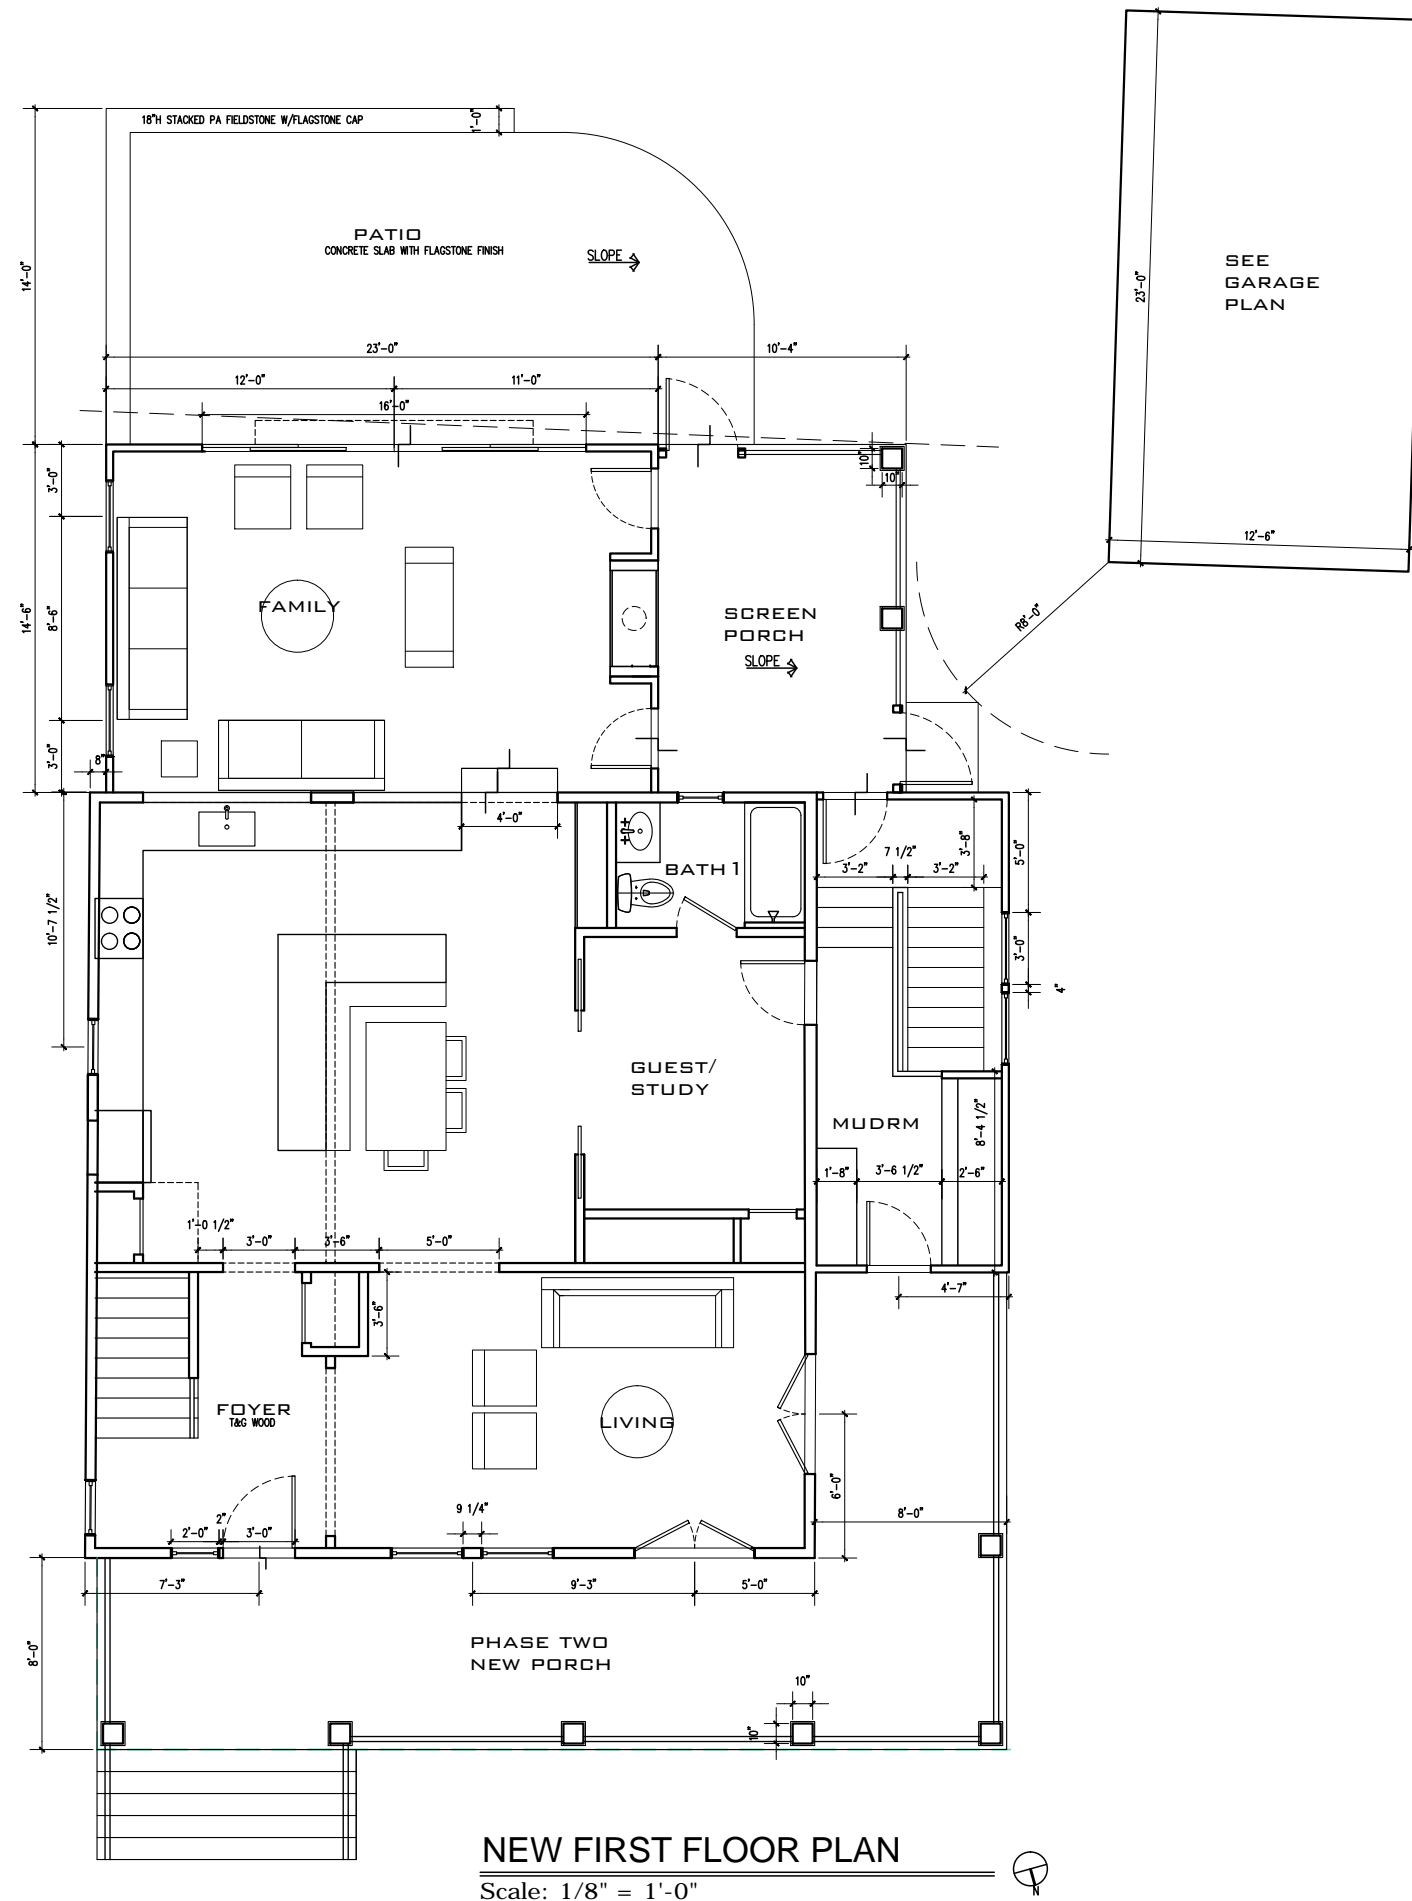 18"H STACKED PA FIELDSTONE W/FLAGSTONE CAP
1'-0"
PATIO
CONCRETE SLAB WITH FLAGSTONE FINISH
SLOPE
14'-0"
SEE
GARAGE
PLAN
23'-0"
12'-6"
R8'-0"
23'-0"
10'-4"
12'-0"
11'-0"
16'-0"
10"
10"
3'-0"
14'-6"
8'-6"
3'-0"
8"
FAMILY
SCREEN
PORCH
SLOPE
4'-0"
BATH 1
7 1/2"
3'-2"
3'-2"
3'-8"
5'-0"
3'-0"
4"
10'-7 1/2"
GUEST/
STUDY
MUDRM
8'-4 1/2"
1'-8"
3'-6 1/2"
2'-6"
1'-0 1/2"
3'-0"
3'-6"
5'-0"
4'-7"
3'-6"
FOYER
T&G WOOD
LIVING
6'-0"
9 1/4"
8'-0"
2"
2'-0"
3'-0"
7'-3"
9'-3"
5'-0"
8'-0"
PHASE TWO
NEW PORCH
10"
10"
NEW FIRST FLOOR PLAN
Scale: 1/8" = 1'-0"
N